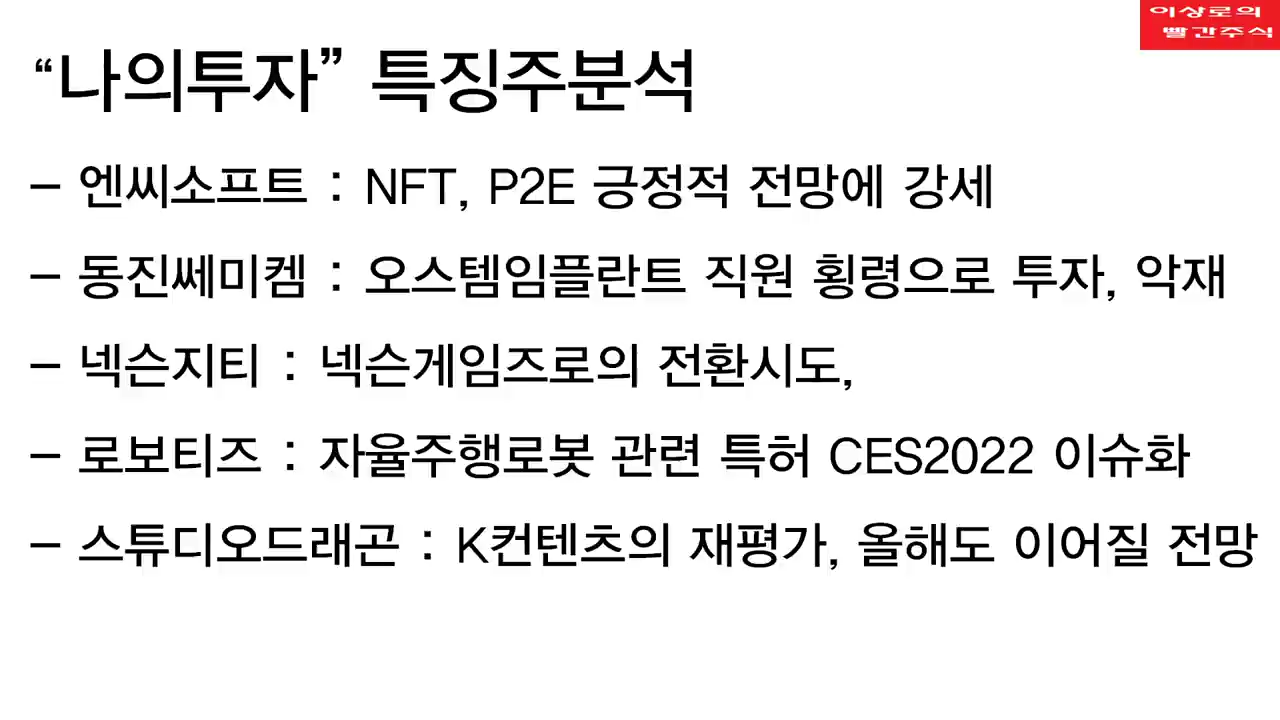 이상로의
빨간주식
“나의투자” 특징주분석
- 엔씨소프트 : NFT, P2E 긍정적 전망에 강세
- 동진쎄미켐 : 오스템임플란트 직원 횡령으로 투자, 악재
- 넥슨지티 : 넥슨게임즈로의 전환시도,
- 로보티즈 : 자율주행로봇 관련 특허 CES2022 이슈화
- 스튜디오드래곤 : K컨텐츠의 재평가, 올해도 이어질 전망